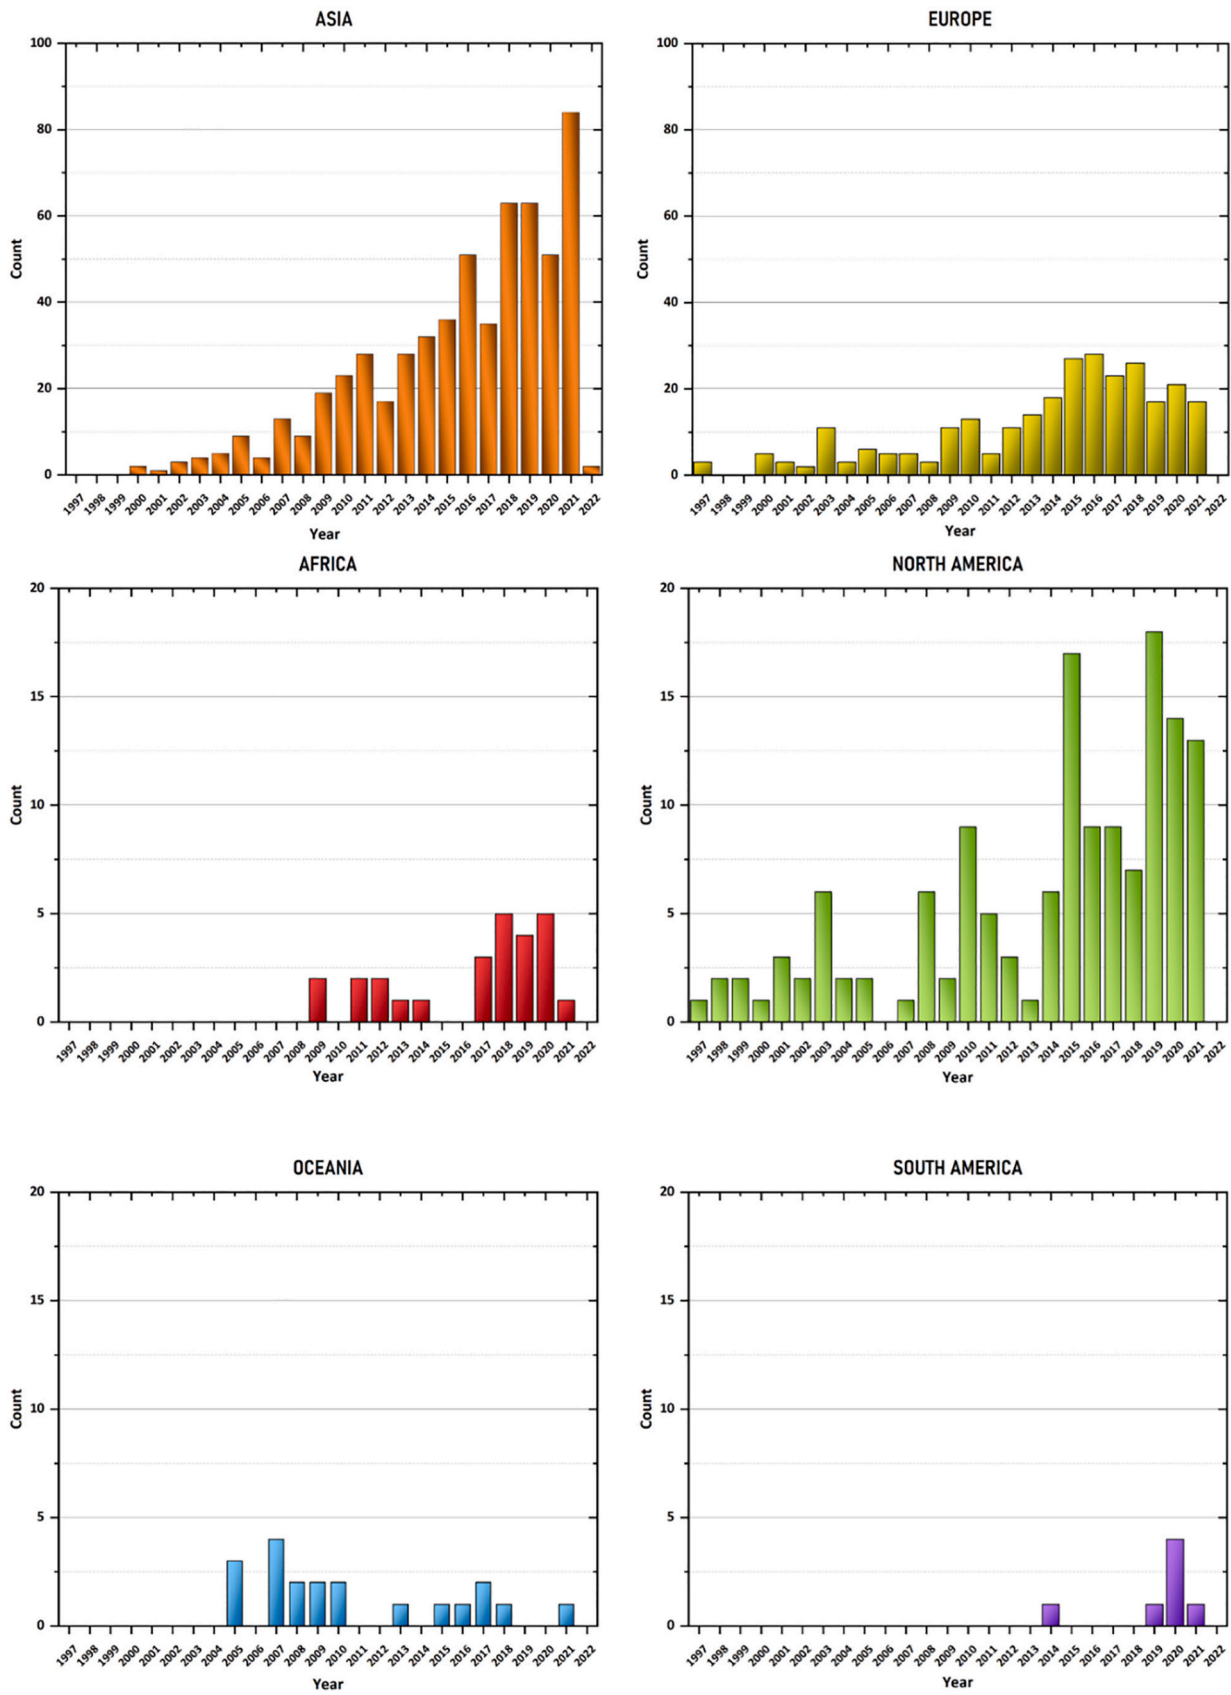 ASIA
100
80
60
40
20
0
Count
1997 1998 1999 2000 2001 2002 2003 2004 2005 2006 2007 2008 2009 2010 2011 2012 2013 2014 2015 2016 2017 2018 2019 2020 2021 2022
Year
EUROPE
100
80
60
40
20
0
Count
1997 1998 1999 2000 2001 2002 2003 2004 2005 2006 2007 2008 2009 2010 2011 2012 2013 2014 2015 2016 2017 2018 2019 2020 2021 2022
Year
AFRICA
20
15
10
5
0
Count
1997 1998 1999 2000 2001 2002 2003 2004 2005 2006 2007 2008 2009 2010 2011 2012 2013 2014 2015 2016 2017 2018 2019 2020 2021 2022
Year
NORTH AMERICA
20
15
10
5
0
Count
1997 1998 1999 2000 2001 2002 2003 2004 2005 2006 2007 2008 2009 2010 2011 2012 2013 2014 2015 2016 2017 2018 2019 2020 2021 2022
Year
OCEANIA
20
15
10
5
0
Count
1997 1998 1999 2000 2001 2002 2003 2004 2005 2006 2007 2008 2009 2010 2011 2012 2013 2014 2015 2016 2017 2018 2019 2020 2021 2022
Year
SOUTH AMERICA
20
15
10
5
0
Count
1997 1998 1999 2000 2001 2002 2003 2004 2005 2006 2007 2008 2009 2010 2011 2012 2013 2014 2015 2016 2017 2018 2019 2020 2021 2022
Year